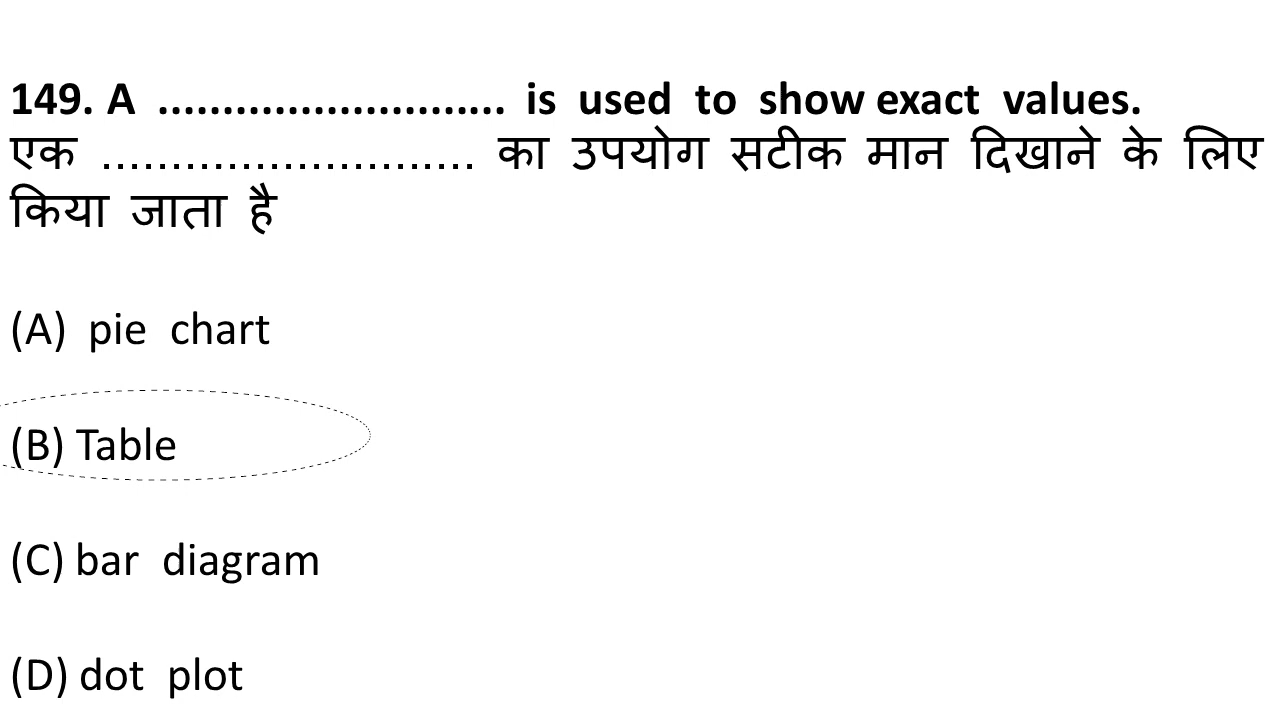 149. A ........................... is used to show exact values.
एक ........................... का उपयोग सटीक मान दिखाने के लिए
किया जाता है
(A) pie chart
(B) Table
(C) bar diagram
(D) dot plot